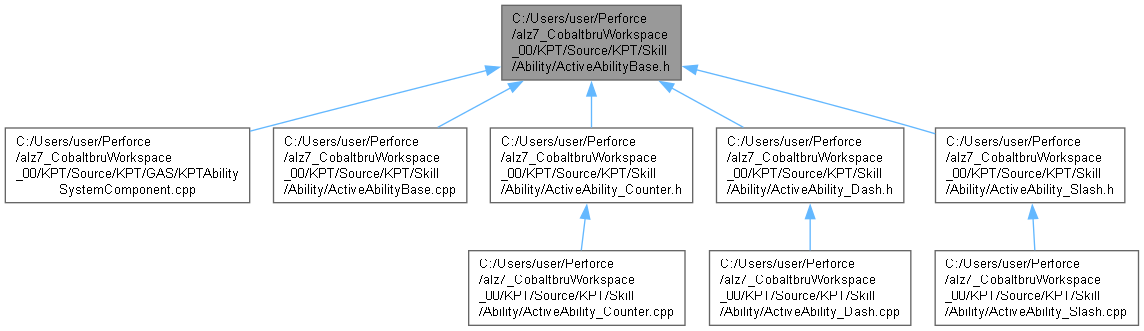 C:/Users/user/Perforce
/alz7_CobaltbruWorkspace
_00/KPT/Source/KPT/Skill
/Ability/ActiveAbilityBase.h
C:/Users/user/Perforce
/alz7_CobaltbruWorkspace
_00/KPT/Source/KPT/GAS/KPTAbility
SystemComponent.cpp
C:/Users/user/Perforce
/alz7_CobaltbruWorkspace
_00/KPT/Source/KPT/Skill
/Ability/ActiveAbilityBase.cpp
C:/Users/user/Perforce
/alz7_CobaltbruWorkspace
_00/KPT/Source/KPT/Skill
/Ability/ActiveAbility_Counter.h
C:/Users/user/Perforce
/alz7_CobaltbruWorkspace
_00/KPT/Source/KPT/Skill
/Ability/ActiveAbility_Dash.h
C:/Users/user/Perforce
/alz7_CobaltbruWorkspace
_00/KPT/Source/KPT/Skill
/Ability/ActiveAbility_Slash.h
C:/Users/user/Perforce
/alz7_CobaltbruWorkspace
_00/KPT/Source/KPT/Skill
/Ability/ActiveAbility_Counter.cpp
C:/Users/user/Perforce
/alz7_CobaltbruWorkspace
_00/KPT/Source/KPT/Skill
/Ability/ActiveAbility_Dash.cpp
C:/Users/user/Perforce
/alz7_CobaltbruWorkspace
_00/KPT/Source/KPT/Skill
/Ability/ActiveAbility_Slash.cpp